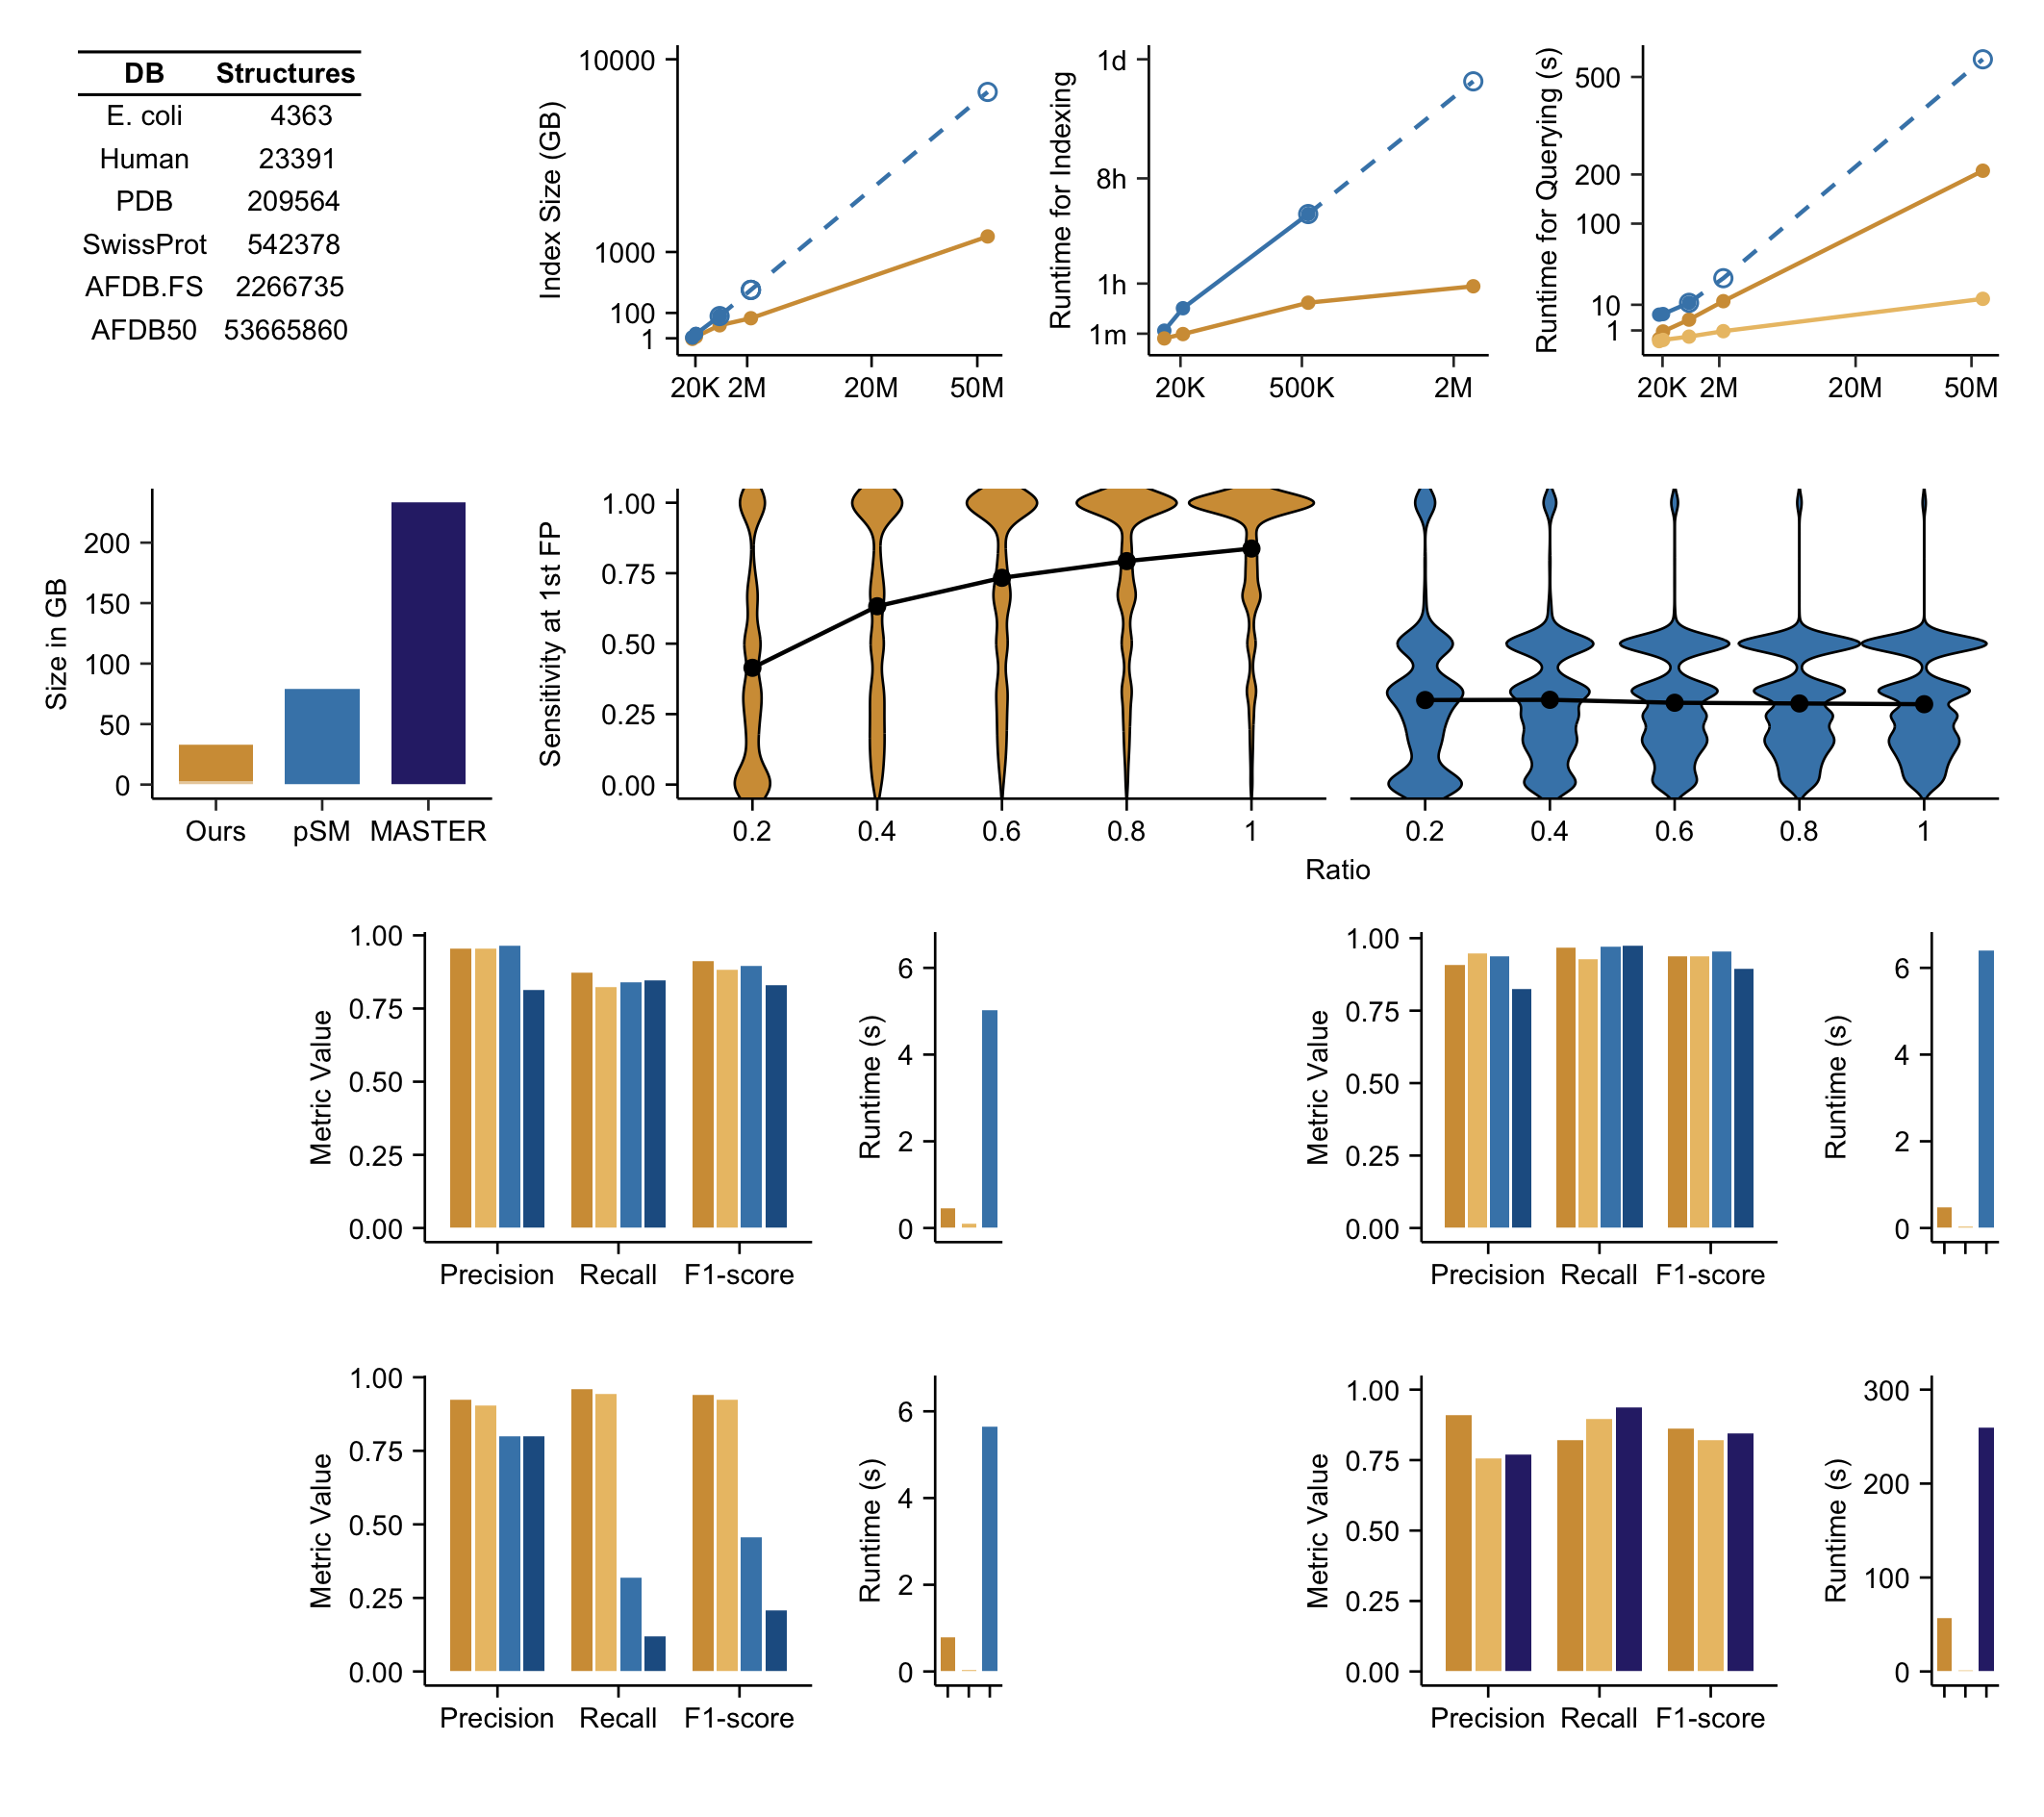 DB Structures
E. coli 4363
Human 23391
PDB 209564
SwissProt 542378
AFDB.FS 2266735
AFDB50 53665860
Index Size (GB)
10000
1000
100
1
20K 2M 20M 50M
Runtime for Indexing
1d
8h
1h
1m
20K 500K 2M
Runtime for Querying (s)
500
200
100
10
1
20K 2M 20M 50M
Size in GB
200
150
100
50
0
Ours pSM MASTER
Sensitivity at 1st FP
1.00
0.75
0.50
0.25
0.00
0.2 0.4 0.6 0.8 1
0.2 0.4 0.6 0.8 1
Ratio
Metric Value
1.00
0.75
0.50
0.25
0.00
Precision Recall F1-score
Runtime (s)
6
4
2
0
Metric Value
1.00
0.75
0.50
0.25
0.00
Precision Recall F1-score
Runtime (s)
6
4
2
0
Metric Value
1.00
0.75
0.50
0.25
0.00
Precision Recall F1-score
Runtime (s)
6
4
2
0
Metric Value
1.00
0.75
0.50
0.25
0.00
Precision Recall F1-score
Runtime (s)
300
200
100
0